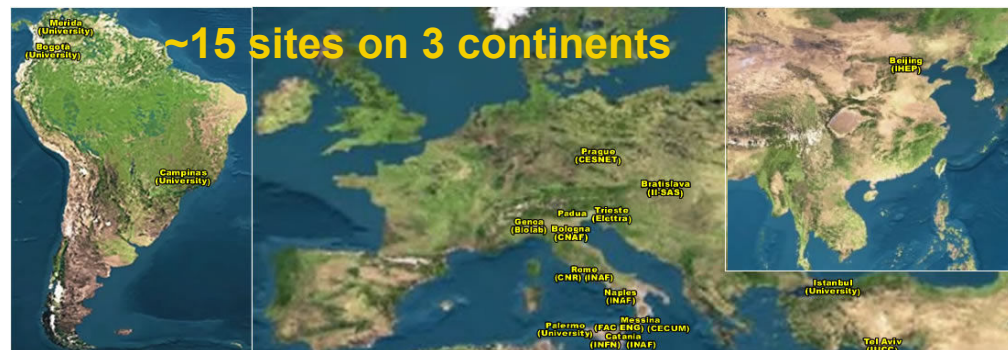 ~15 sites on 3 continents
Merida
(University)
Bogota
(University)
Campinas
(University)
Prague
(CESNET)
Bratislava
(II-SAS)
Genoa
(Biolab)
Padua
Bologna
(CNAF)
Trieste
(Elettra)
Rome
(CNR) (INAF)
Naples
(INAF)
Palermo
(University)
Messina
(FAC ENG) (CECUM)
Catania
(INFN) (INAF)
Beijing
(IHEP)
Istanbul
(University)
Tel Aviv